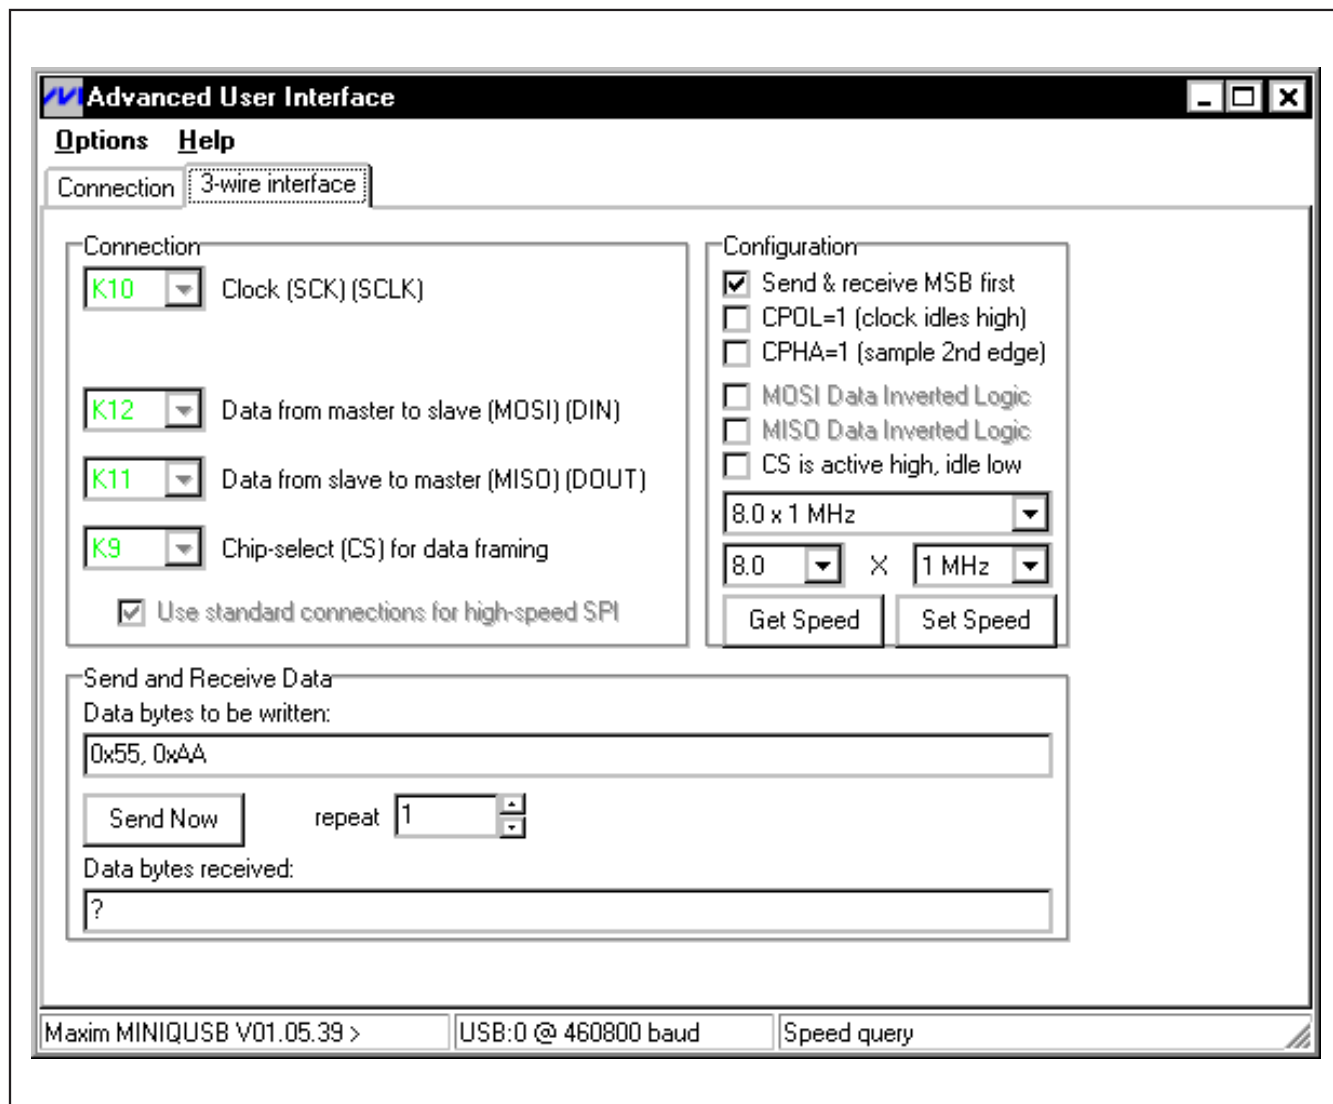 Advanced User Interface
Options Help
Connection 3-wire interface
Connection
K10 Clock (SCK) (SCLK)
K12 Data from master to slave (MOSI) (DIN)
K11 Data from slave to master (MISO) (DOUT)
K9 Chip-select (CS) for data framing
Use standard connections for high-speed SPI
Configuration
Send & receive MSB first
CPOL=1 (clock idles high)
CPHA=1 (sample 2nd edge)
MOSI Data Inverted Logic
MISO Data Inverted Logic
CS is active high, idle low
8.0 x 1 MHz
8.0 X 1 MHz
Get Speed Set Speed
Send and Receive Data
Data bytes to be written:
0x55, 0xAA
Send Now repeat 1
Data bytes received:
?
Maxim MINIQUSB V01.05.39 > USB:0 @ 460800 baud Speed query